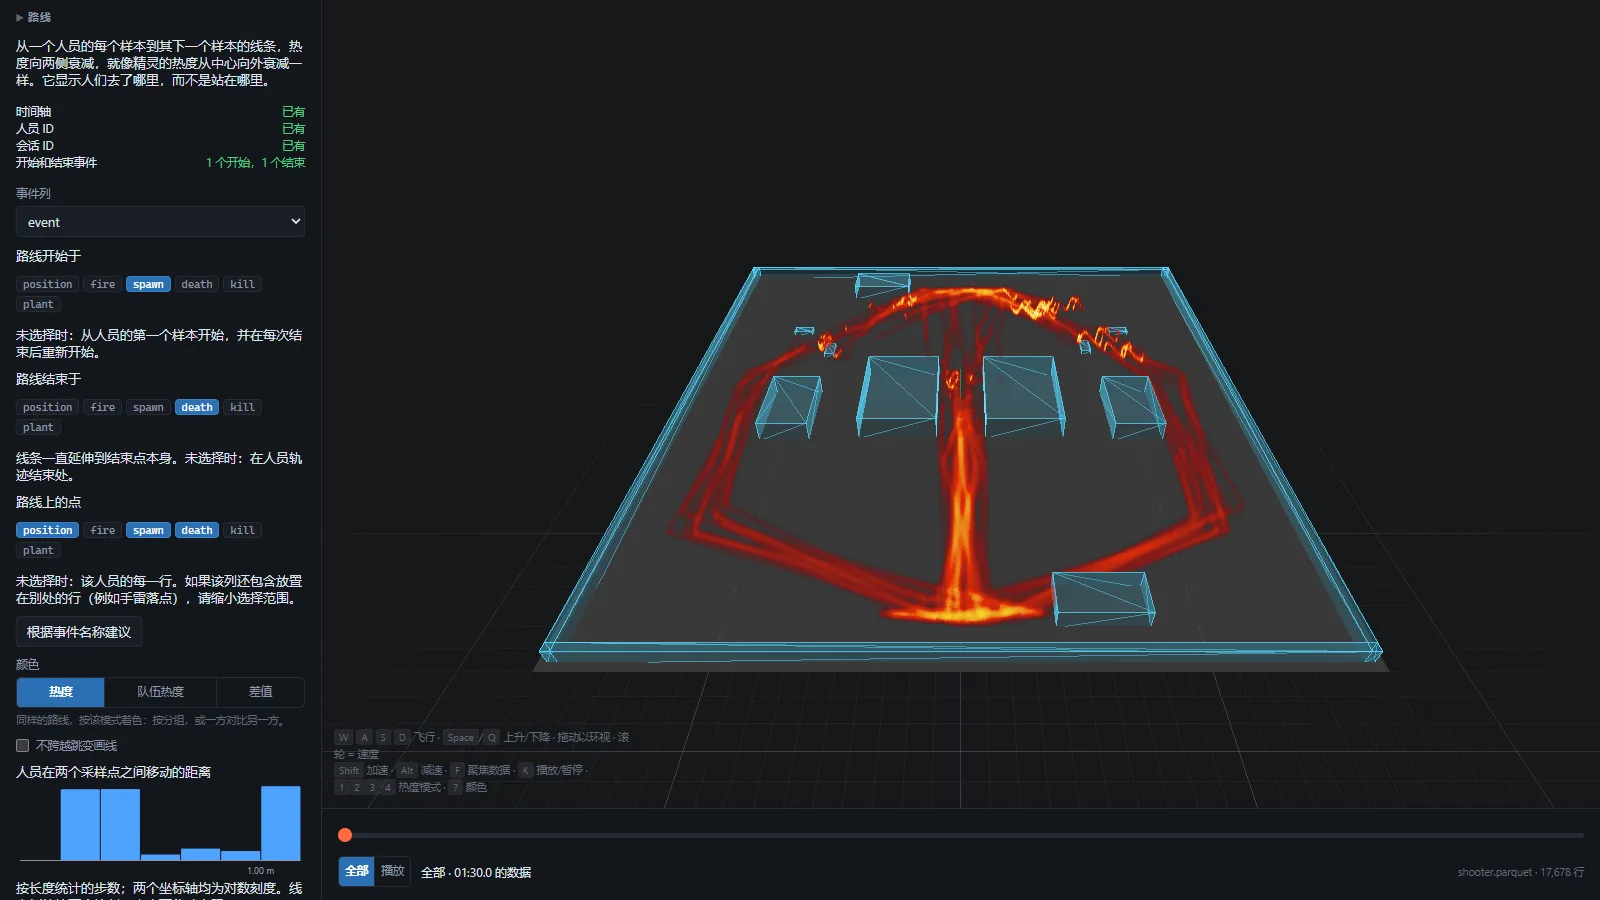 ▶ 路线
从一个人员的每个样本到其下一个样本的线条，热
度向两侧衰减，就像精灵的热度从中心向外衰减一
样。它显示人们去了哪里，而不是站在哪里。
时间轴 已有
人员 ID 已有
会话 ID 已有
开始和结束事件 1 个开始，1 个结束
事件列
event
路线开始于
position fire spawn death kill
plant
未选择时：从人员的第一个样本开始，并在每次结
束后重新开始。
路线结束于
position fire spawn death kill
plant
线条一直延伸到结束点本身。未选择时：在人员轨
迹结束处。
路线上的点
position fire spawn death kill
plant
未选择时：该人员的每一行。如果该列还包含放置
在别处的行（例如手雷落点），请缩小选择范围。
根据事件名称建议
颜色
热度 队伍热度 差值
同样的路线，按该模式着色：按分组，或一方对比另一方。
不跨越跳变画线
人员在两个采样点之间移动的距离
1.00 m
按长度统计的步数；两个坐标轴均为对数刻度。线
W A S D 飞行 · Space / Q 上升/下降 · 拖动以环视 · 滚
轮 = 速度
Shift 加速 · Alt 减速 · F 聚焦数据 · K 播放/暂停 ·
1 2 3 4 热度模式 · ? 颜色
全部 播放 全部 · 01:30.0 的数据
shooter.parquet · 17,678 行